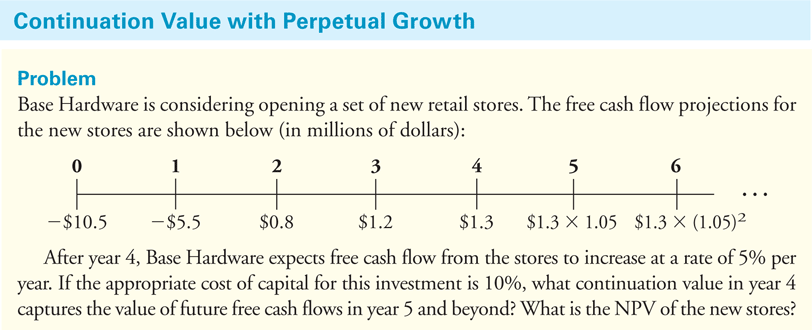 Continuation Value with Perpetual Growth
Problem
Base Hardware is considering opening a set of new retail stores. The free cash flow projections for
the new stores are shown below (in millions of dollars):
0 1 2 3 4 5 6
...
−$10.5 −$5.5 $0.8 $1.2 $1.3 $1.3 × 1.05 $1.3 × (1.05)²
After year 4, Base Hardware expects free cash flow from the stores to increase at a rate of 5% per
year. If the appropriate cost of capital for this investment is 10%, what continuation value in year 4
captures the value of future free cash flows in year 5 and beyond? What is the NPV of the new stores?